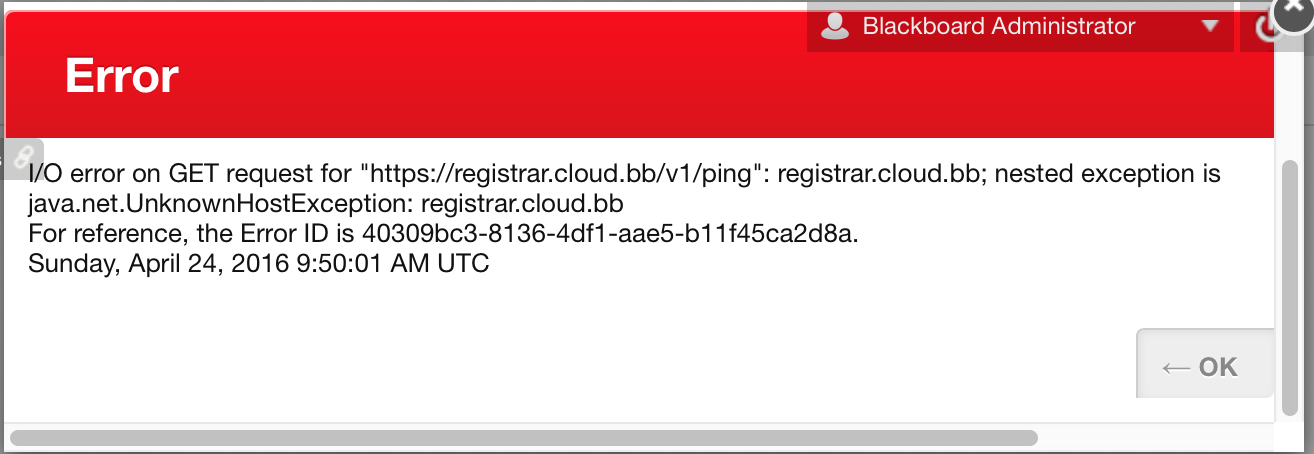 Blackboard Administrator
Error
I/O error on GET request for "https://registrar.cloud.bb/v1/ping": registrar.cloud.bb; nested exception is
java.net.UnknownHostException: registrar.cloud.bb
For reference, the Error ID is 40309bc3-8136-4df1-aae5-b11f45ca2d8a.
Sunday, April 24, 2016 9:50:01 AM UTC
← OK